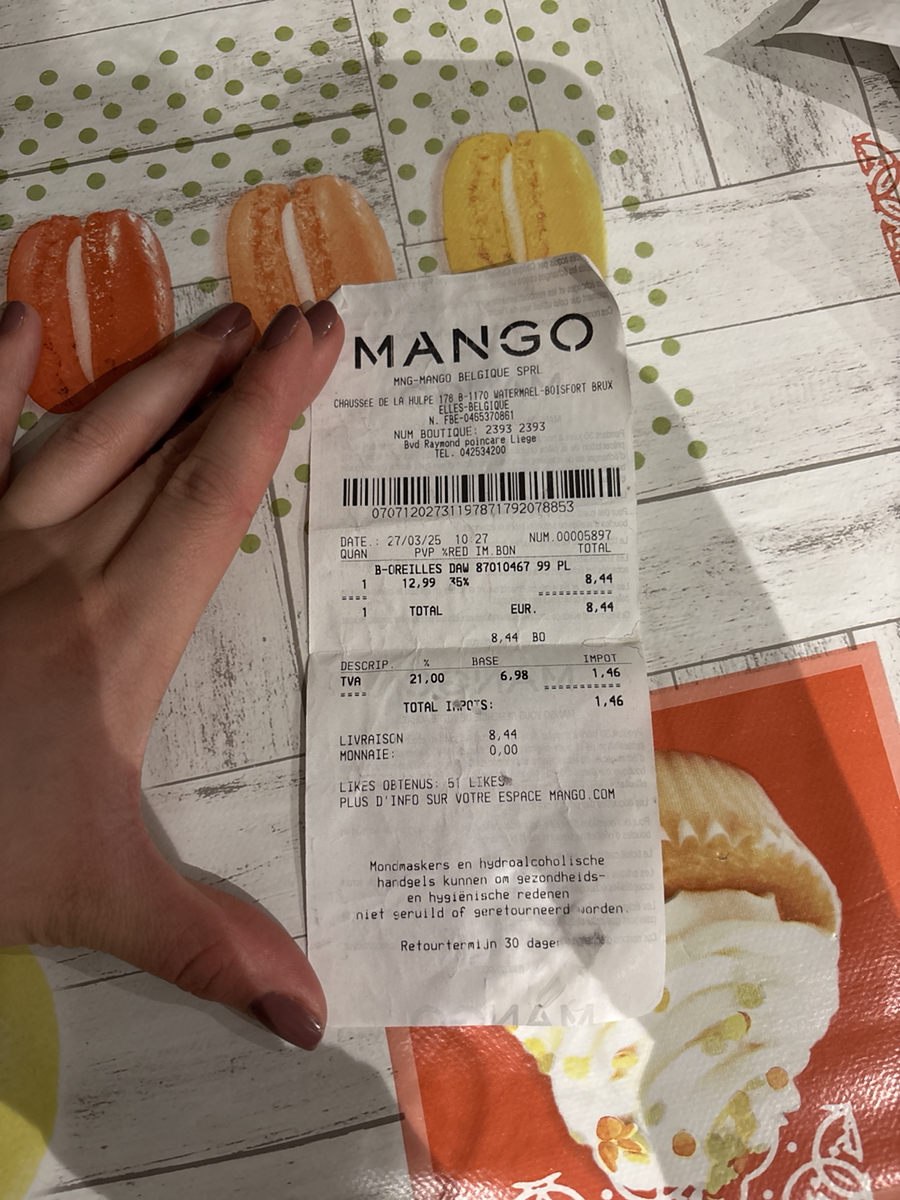 MANGO
MNG-MANGO BELGIQUE SPRL
CHAUSSEE DE LA HULPE 178 B-1170 WATERMAEL-BOISFORT BRUX
ELLES-BELGIQUE
N. FBE-0465370861
NUM BOUTIQUE: 2393 2393
Bvd Raymond poincare Liege
TEL. 042534200
070712027311978717920788​53
DATE.: 27/03/25 10 27 NUM.00005897
QUAN PVP %RED IM.BON TOTAL
B-OREILLES DAW 87010467 99 PL
1 12,99 35% 8,44
==== ===========
1 TOTAL EUR. 8,44
8,44 BO
DESCRIP. % BASE IMPOT
TVA 21,00 6,98 1,46
==== ===========
TOTAL IMPOTS: 1,46
LIVRAISON 8,44
MONNAIE: 0,00
LIKES OBTENUS: 51 LIKES
PLUS D'INFO SUR VOTRE ESPACE MANGO.COM
Mondmaskers en hydroalcoholische
handgels kunnen om gezondheids-
en hygiënische redenen
niet geruild of geretourneerd worden.
Retourtermijn 30 dagen
MANGO